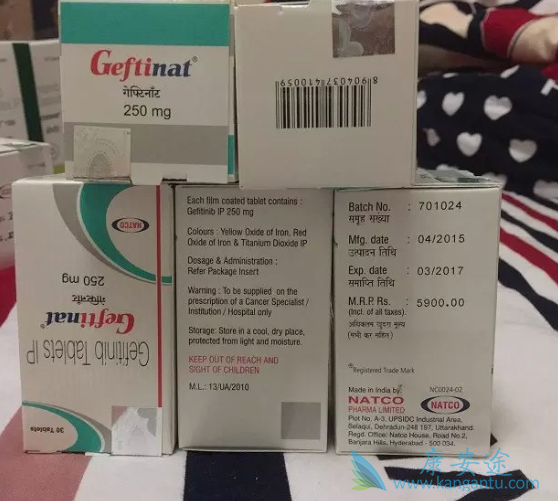 Geftinat®
गेफ्टिनॉट
250 mg
8 904037 410059
NATCO
250 mg
गेफ्टिनॉट
Geftinat®
Gefitinib Tablets IP
30 Tablets
Each film coated tablet contains :
Gefitinib IP 250 mg
Colours : Yellow Oxide of Iron, Red
Oxide of Iron & Titanium Dioxide IP
Dosage & Administration :
Refer Package Insert
Warning : To be supplied on the
prescription of a Cancer Specialist /
Institution / Hospital only
Storage: Store in a cool, dry place,
protected from light and moisture.
KEEP OUT OF REACH AND
SIGHT OF CHILDREN
M.L.: 13/UA/2010
Batch No. : 701024
समूह संख्या
Mfg. date : 04/2015
उत्पादन तिथि
Exp. date : 03/2017
समाप्ति तिथि
M.R.P. Rs. : 5900.00
(Incl. of all taxes)
अधिकतम खुदरा मूल्य
(सभी कर सहित)
®Registered Trade Mark
Made in India by: NC0024-02
NATCO
PHARMA LIMITED
NATCO
Plot No. A-3, UPSIDC Industrial Area,
Selaqui, Dehradun-248 197, Uttarakhand.
Regd. Office: Natco House, Road No.2,
Banjara Hills, Hyderabad - 500 034.
康安途
www.kangantu.com